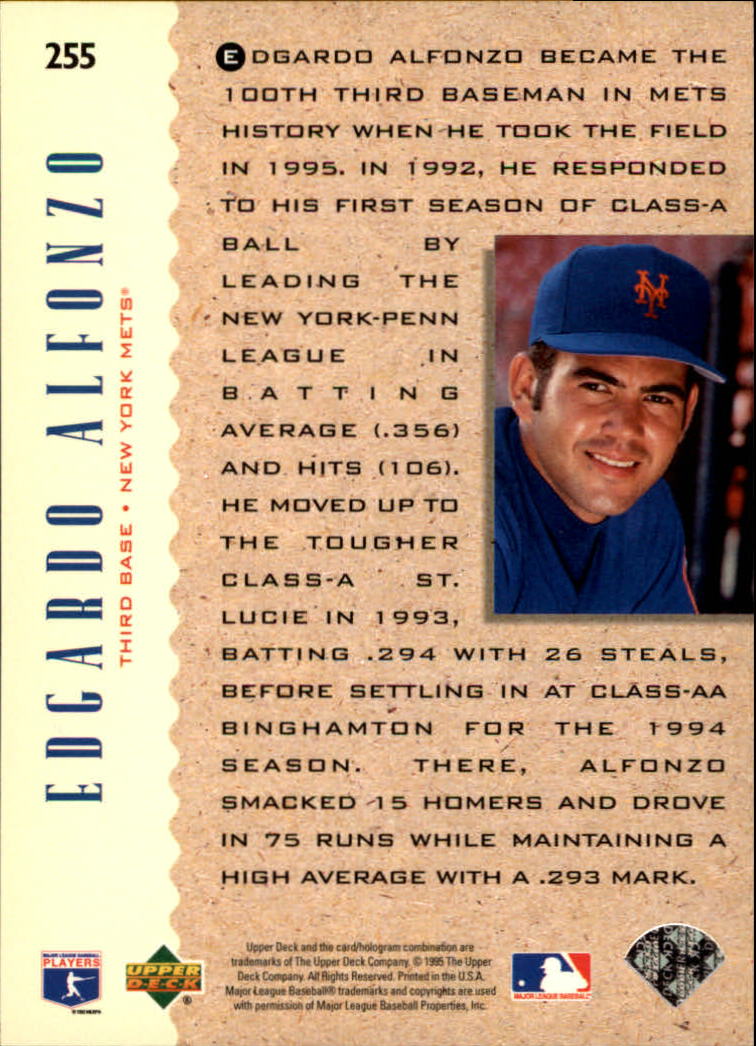 255
EDGARDO ALFONZO
THIRD BASE • NEW YORK METS®
EDGARDO ALFONZO BECAME THE
100TH THIRD BASEMAN IN METS
HISTORY WHEN HE TOOK THE FIELD
IN 1995. IN 1992, HE RESPONDED
TO HIS FIRST SEASON OF CLASS-A
BALL BY
LEADING THE
NEW YORK-PENN
LEAGUE IN
BATTING
AVERAGE (.356)
AND HITS (106).
HE MOVED UP TO
THE TOUGHER
CLASS-A ST.
LUCIE IN 1993,
BATTING .294 WITH 26 STEALS,
BEFORE SETTLING IN AT CLASS-AA
BINGHAMTON FOR THE 1994
SEASON. THERE, ALFONZO
SMACKED 15 HOMERS AND DROVE
IN 75 RUNS WHILE MAINTAINING A
HIGH AVERAGE WITH A .293 MARK.
MAJOR LEAGUE BASEBALL
PLAYERS
UPPER
DECK
®
Upper Deck and the card/hologram combination are
trademarks of The Upper Deck Company. © 1995 The Upper
Deck Company. All Rights Reserved. Printed in the U.S.A.
Major League Baseball® trademarks and copyrights are used
with permission of Major League Baseball Properties, Inc.
MAJOR LEAGUE BASEBALL